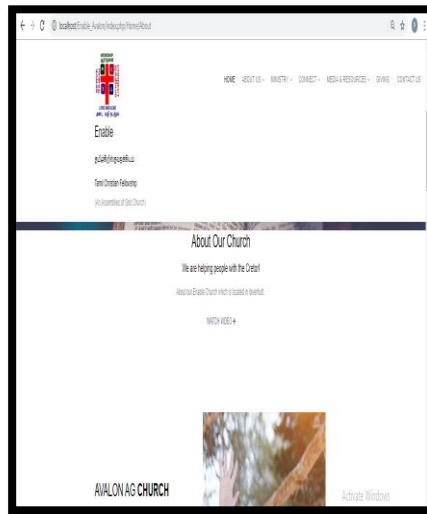 localhost/Enable_Avalon/index.php/Home/About
HOME ABOUT US MINISTRY CONNECT MEDIA & RESOURCES GIVING CONTACT US
Enable
Tamil Christian Fellowship
(An Assemblies of God Church)
About Our Church
We are helping people with the Cretor!
About our Enable Church which is located in
WATCH VIDEO
AVALON AG CHURCH
Activate Windows